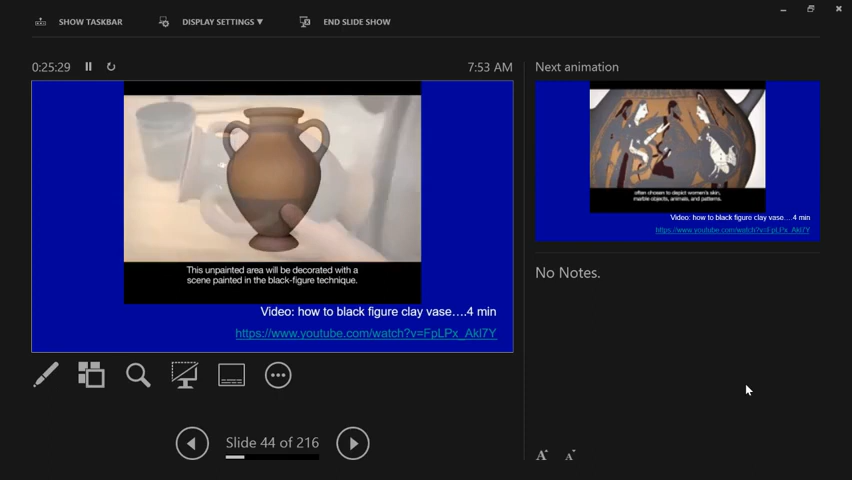 SHOW TASKBAR
DISPLAY SETTINGS ▼
END SLIDE SHOW
0:25:29
7:53 AM
This unpainted area will be decorated with a
scene painted in the black-figure technique.
Video: how to black figure clay vase....4 min
https://www.youtube.com/watch?v=FpLPx_Akl7Y
Slide 44 of 216
Next animation
often chosen to depict women's skin,
marble objects, animals, and patterns.
Video: how to black figure clay vase....4 min
https://www.youtube.com/watch?v=FpLPx_Akl7Y
No Notes.
A A